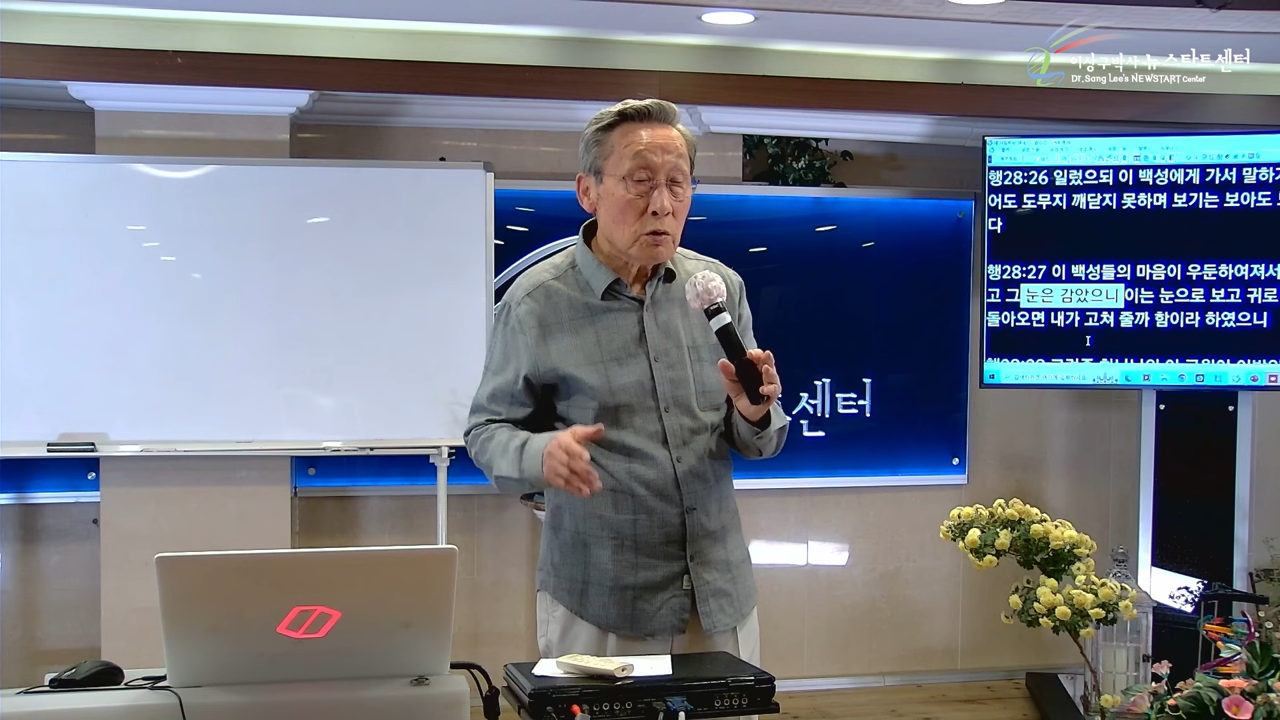 이상구박사 뉴스타트센터
Dr. Sang Lee's NEWSTART Center
행28:26 일렀으되 이 백성에게 가서 말하기
어도 도무지 깨닫지 못하며 보기는 보아도
다
행28:27 이 백성들의 마음이 우둔하여져서
고 그 눈은 감았으니 이는 눈으로 보고 귀로
돌아오면 내가 고쳐 줄까 함이라 하였으니
센터